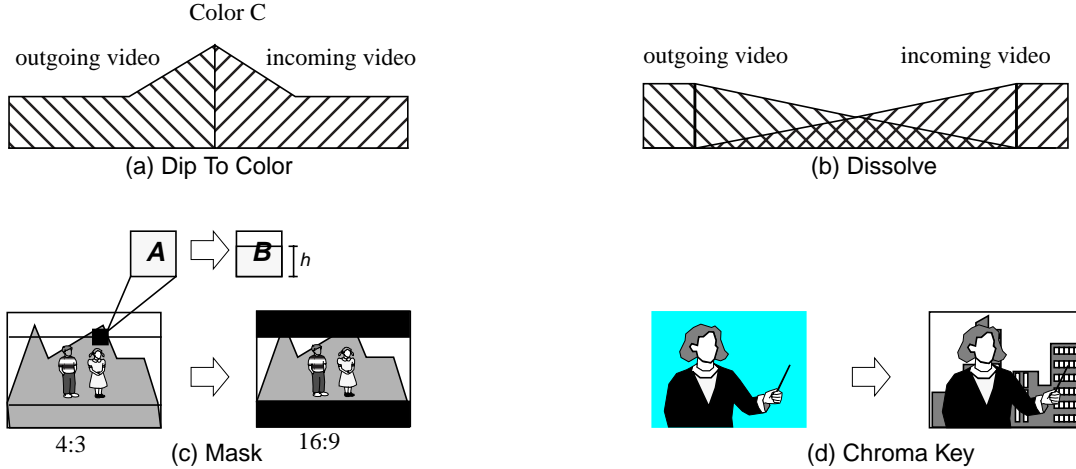 Color C
outgoing video
incoming video
(a) Dip To Color
outgoing video
incoming video
(b) Dissolve
A
B
h
4:3
16:9
(c) Mask
(d) Chroma Key